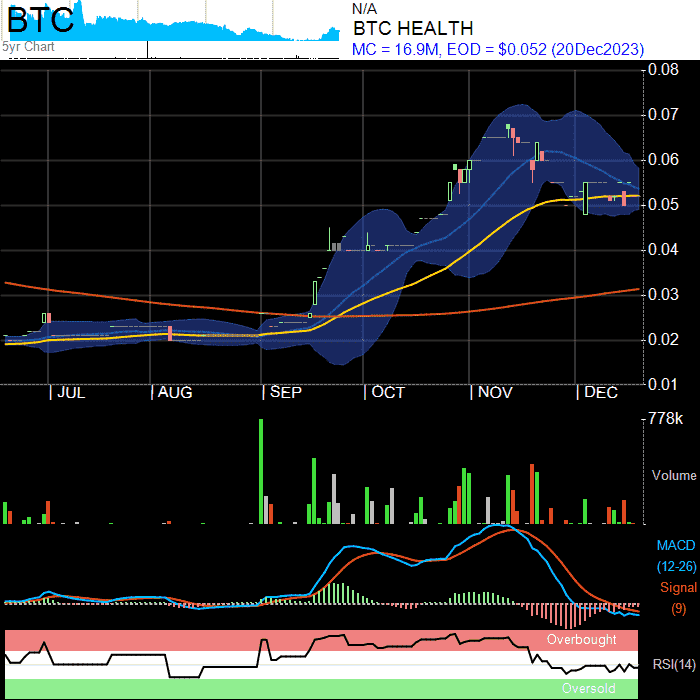 BTC
5yr Chart
N/A
BTC HEALTH
MC = 16.9M, EOD = $0.052 (20Dec2023)
0.08
0.07
0.06
0.05
0.04
0.03
0.02
0.01
| JUL | AUG | SEP | OCT | NOV | DEC
778k
Volume
MACD
(12-26)
Signal
(9)
Overbought
RSI(14)
Oversold